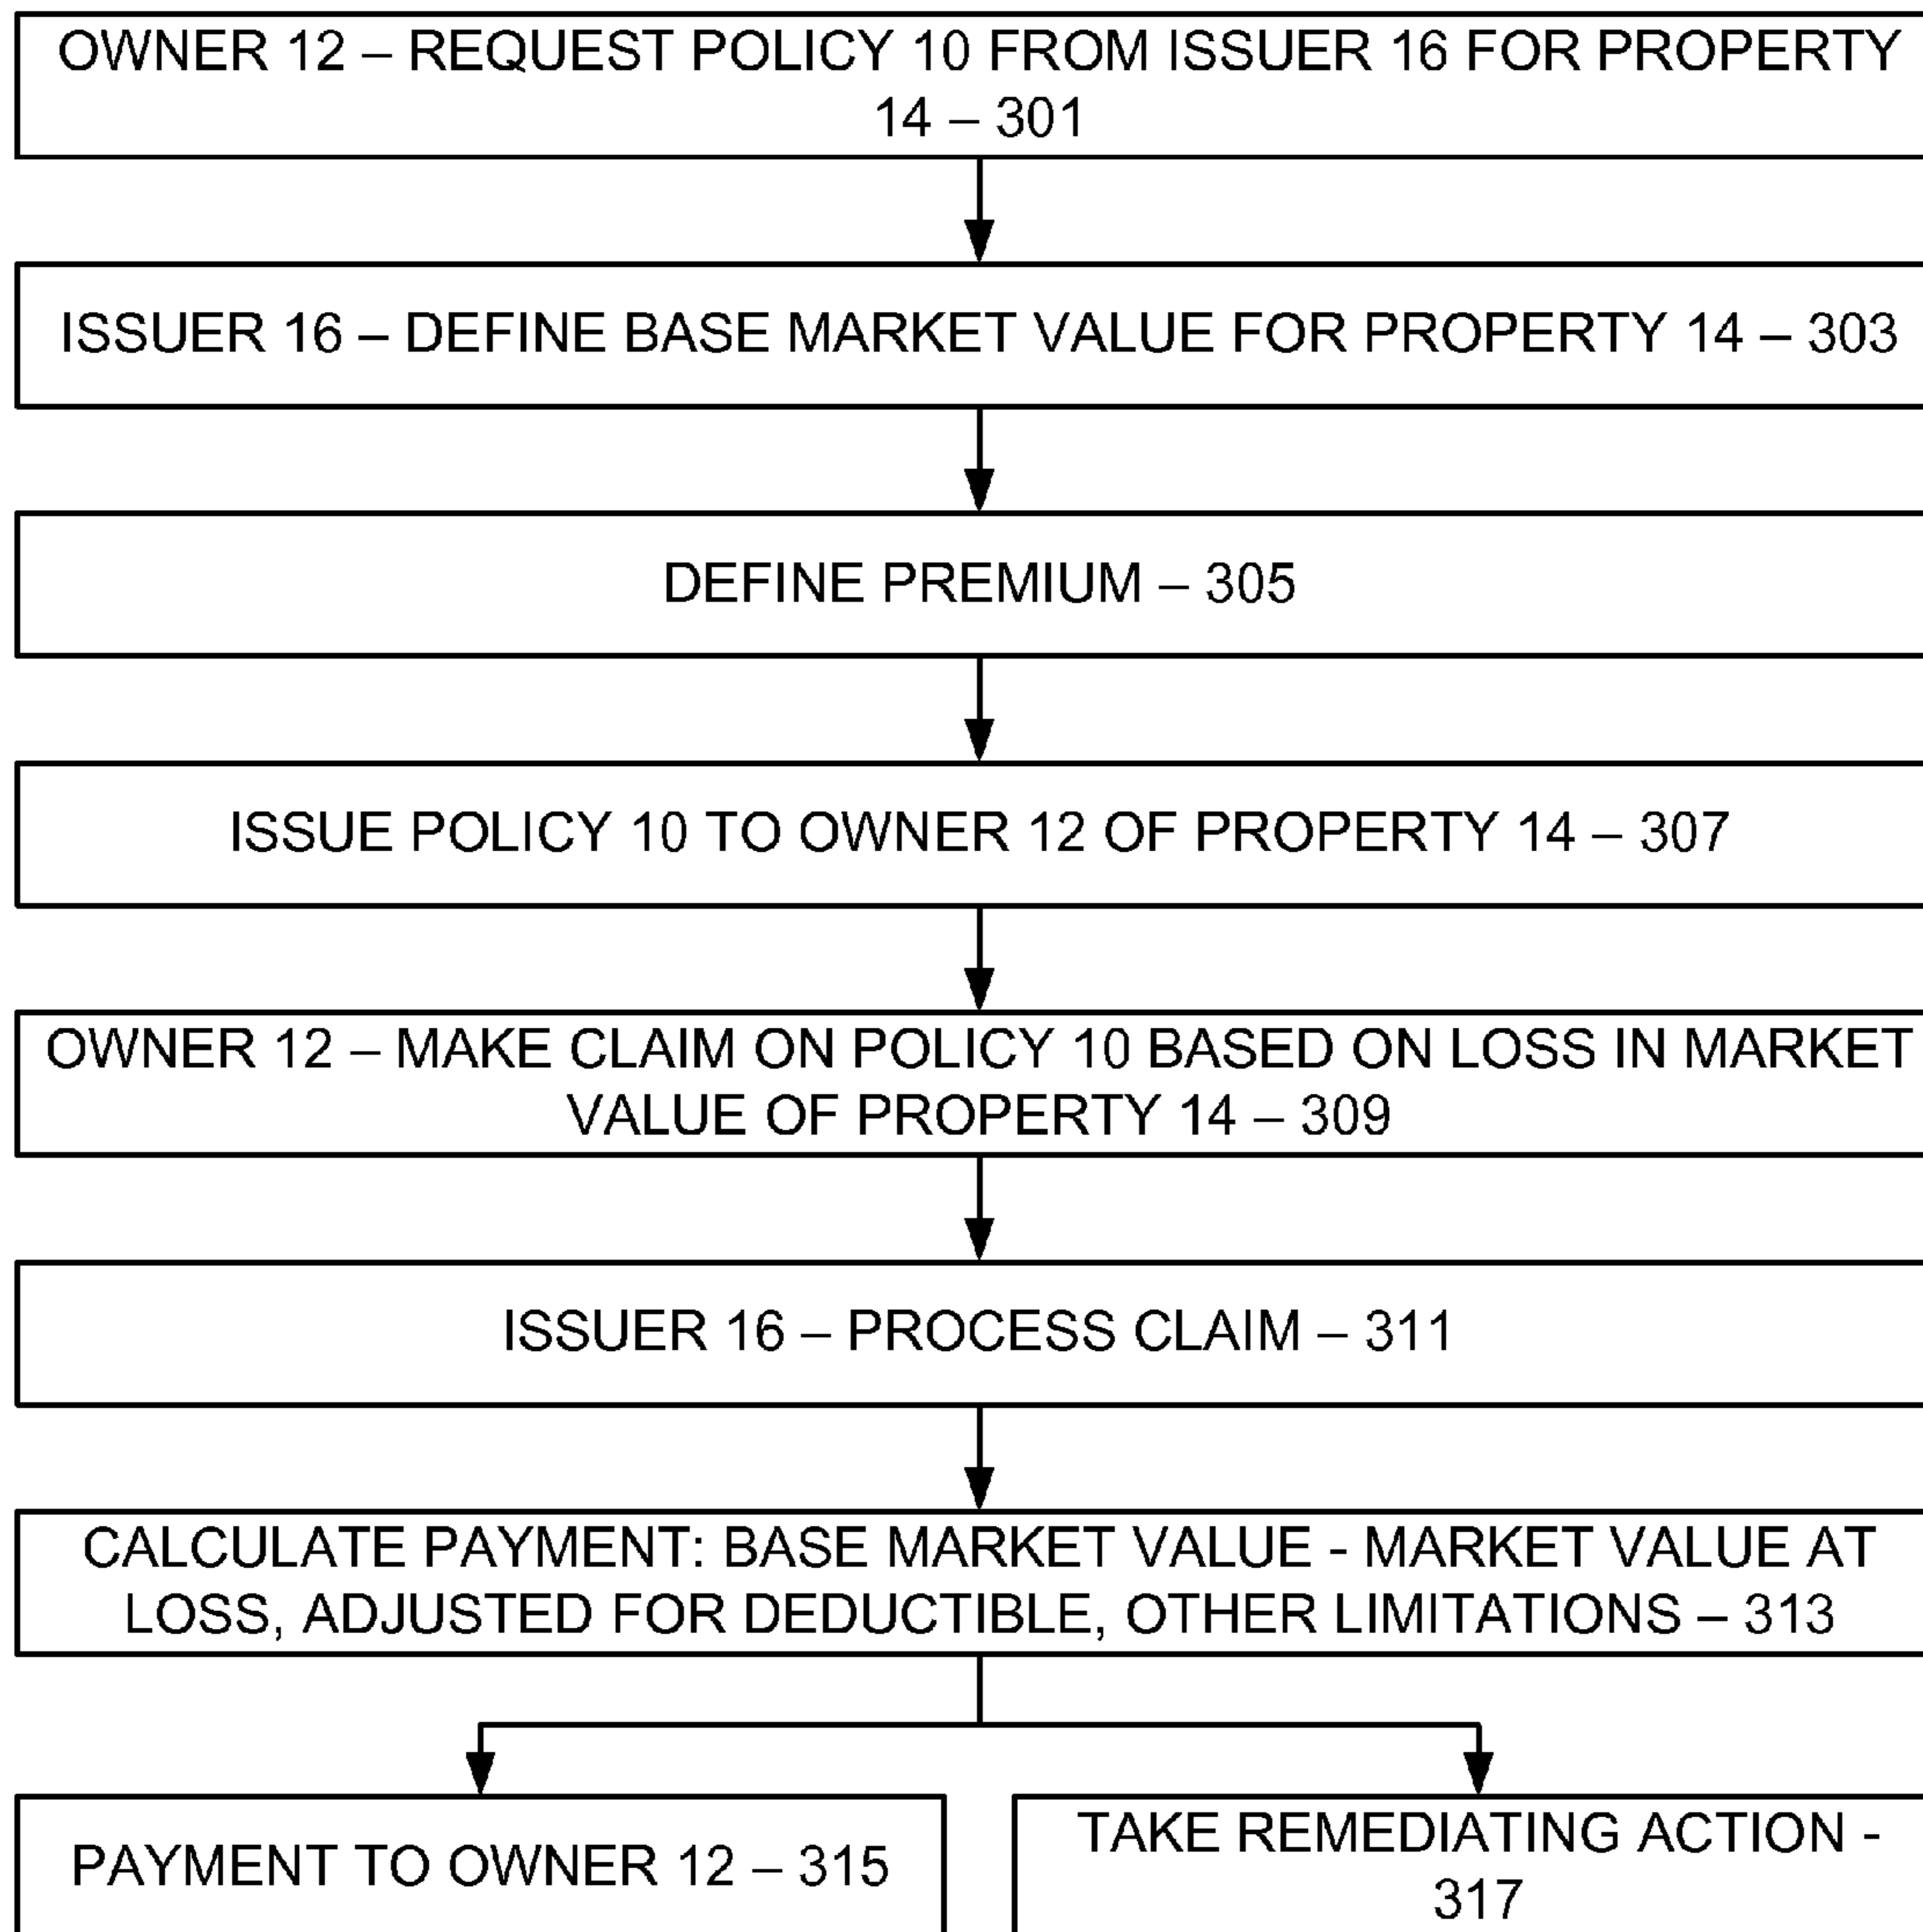 OWNER 12 – REQUEST POLICY 10 FROM ISSUER 16 FOR PROPERTY
14 – 301
ISSUER 16 – DEFINE BASE MARKET VALUE FOR PROPERTY 14 – 303
DEFINE PREMIUM – 305
ISSUE POLICY 10 TO OWNER 12 OF PROPERTY 14 – 307
OWNER 12 – MAKE CLAIM ON POLICY 10 BASED ON LOSS IN MARKET
VALUE OF PROPERTY 14 – 309
ISSUER 16 – PROCESS CLAIM – 311
CALCULATE PAYMENT: BASE MARKET VALUE - MARKET VALUE AT
LOSS, ADJUSTED FOR DEDUCTIBLE, OTHER LIMITATIONS – 313
PAYMENT TO OWNER 12 – 315
TAKE REMEDIATING ACTION -
317